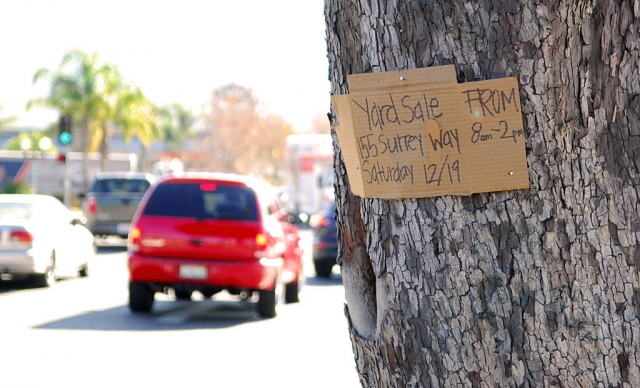 Yard Sale FROM
155 Surrey Way 8am-2pm
Saturday 12/19